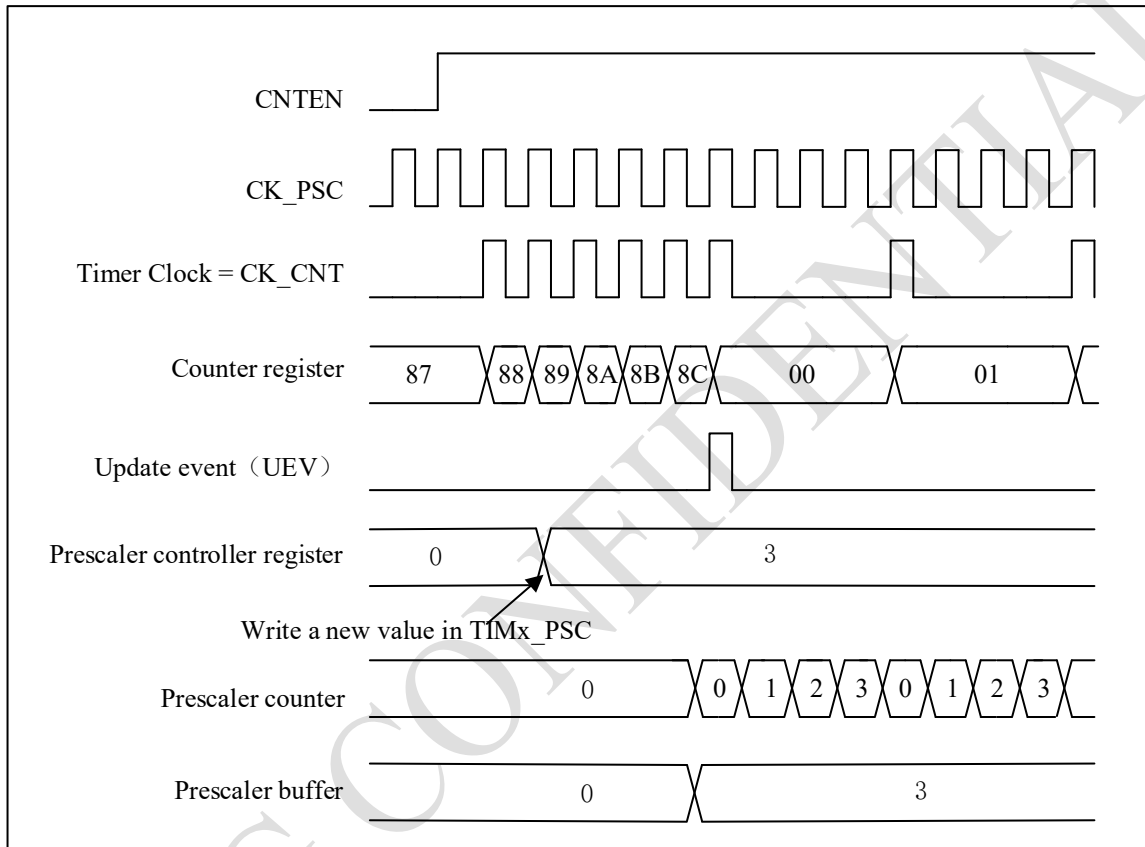 CNTEN
CK_PSC
Timer Clock = CK_CNT
Counter register 87 88 89 8A 8B 8C 00 01
Update event（UEV）
Prescaler controller register 0 3
Write a new value in TIMx_PSC
Prescaler counter 0 0 1 2 3 0 1 2 3
Prescaler buffer 0 3
CONFIDENTIAL